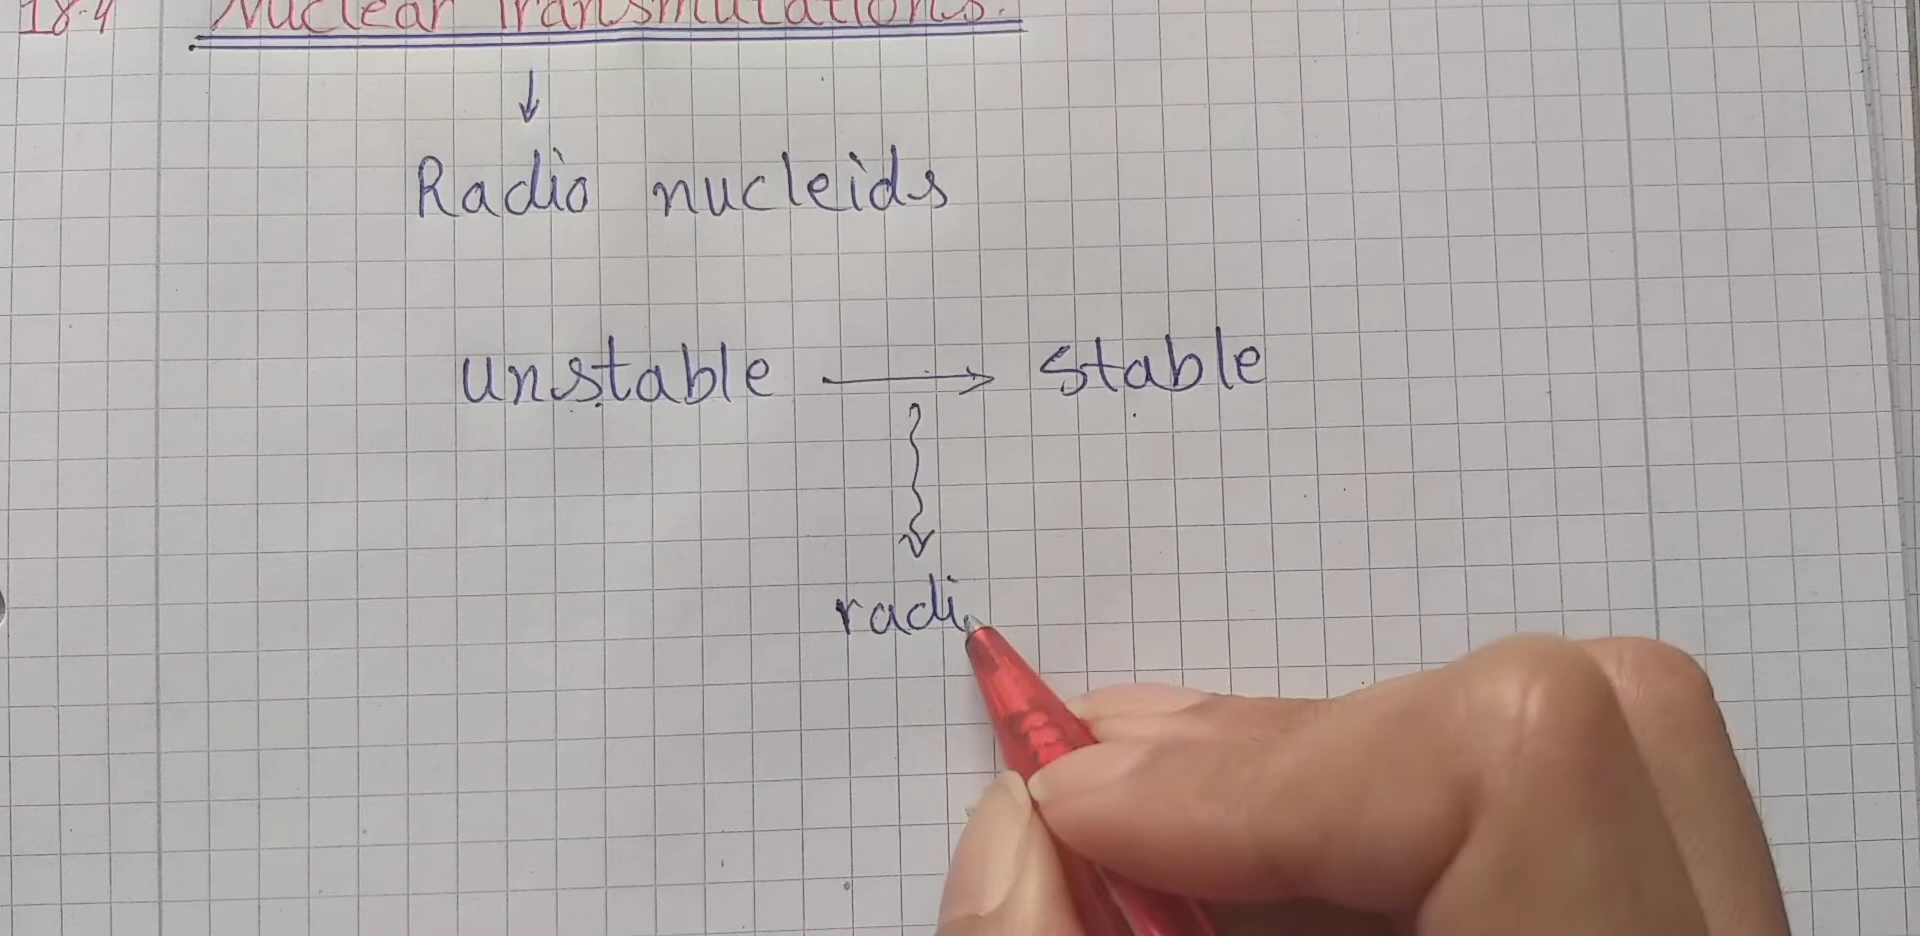 18.4 Nuclear Transmutations.
Radio nucleids
unstable → stable
radi